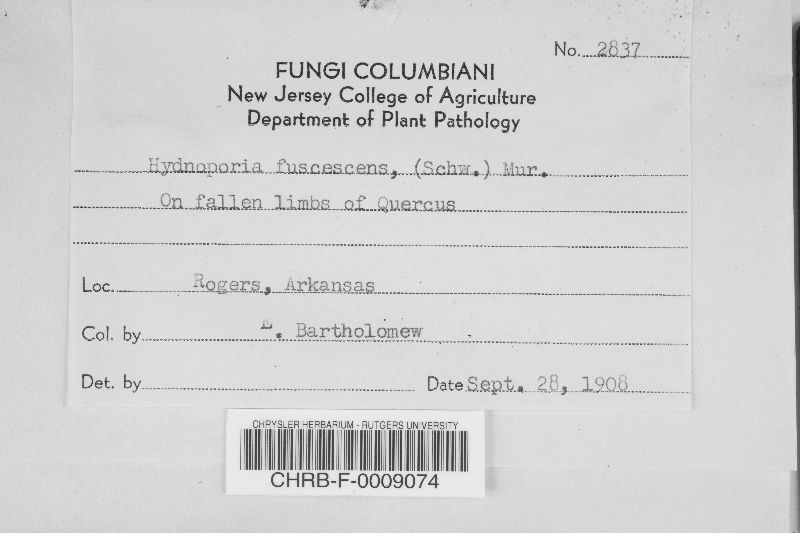 No. 2837
FUNGI COLUMBIANI
New Jersey College of Agriculture
Department of Plant Pathology
Hydnoporia fuscescens, (Schw.) Mur.
On fallen limbs of Quercus
Loc. Rogers, Arkansas
Col. by E. Bartholomew
Det. by Date Sept. 28, 1908
CHRYSLER HERBARIUM - RUTGERS UNIVERSITY
CHRB-F-0009074